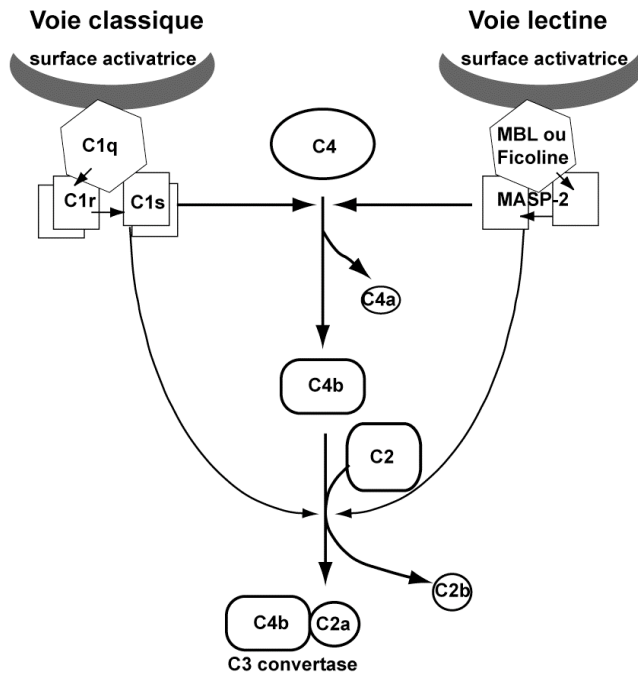 Voie classique
Voie lectine
surface activatrice
surface activatrice
C1q
C4
MBL ou
Ficoline
C1r
C1s
MASP-2
C4a
C4b
C2
C2b
C4b
C2a
C3 convertase